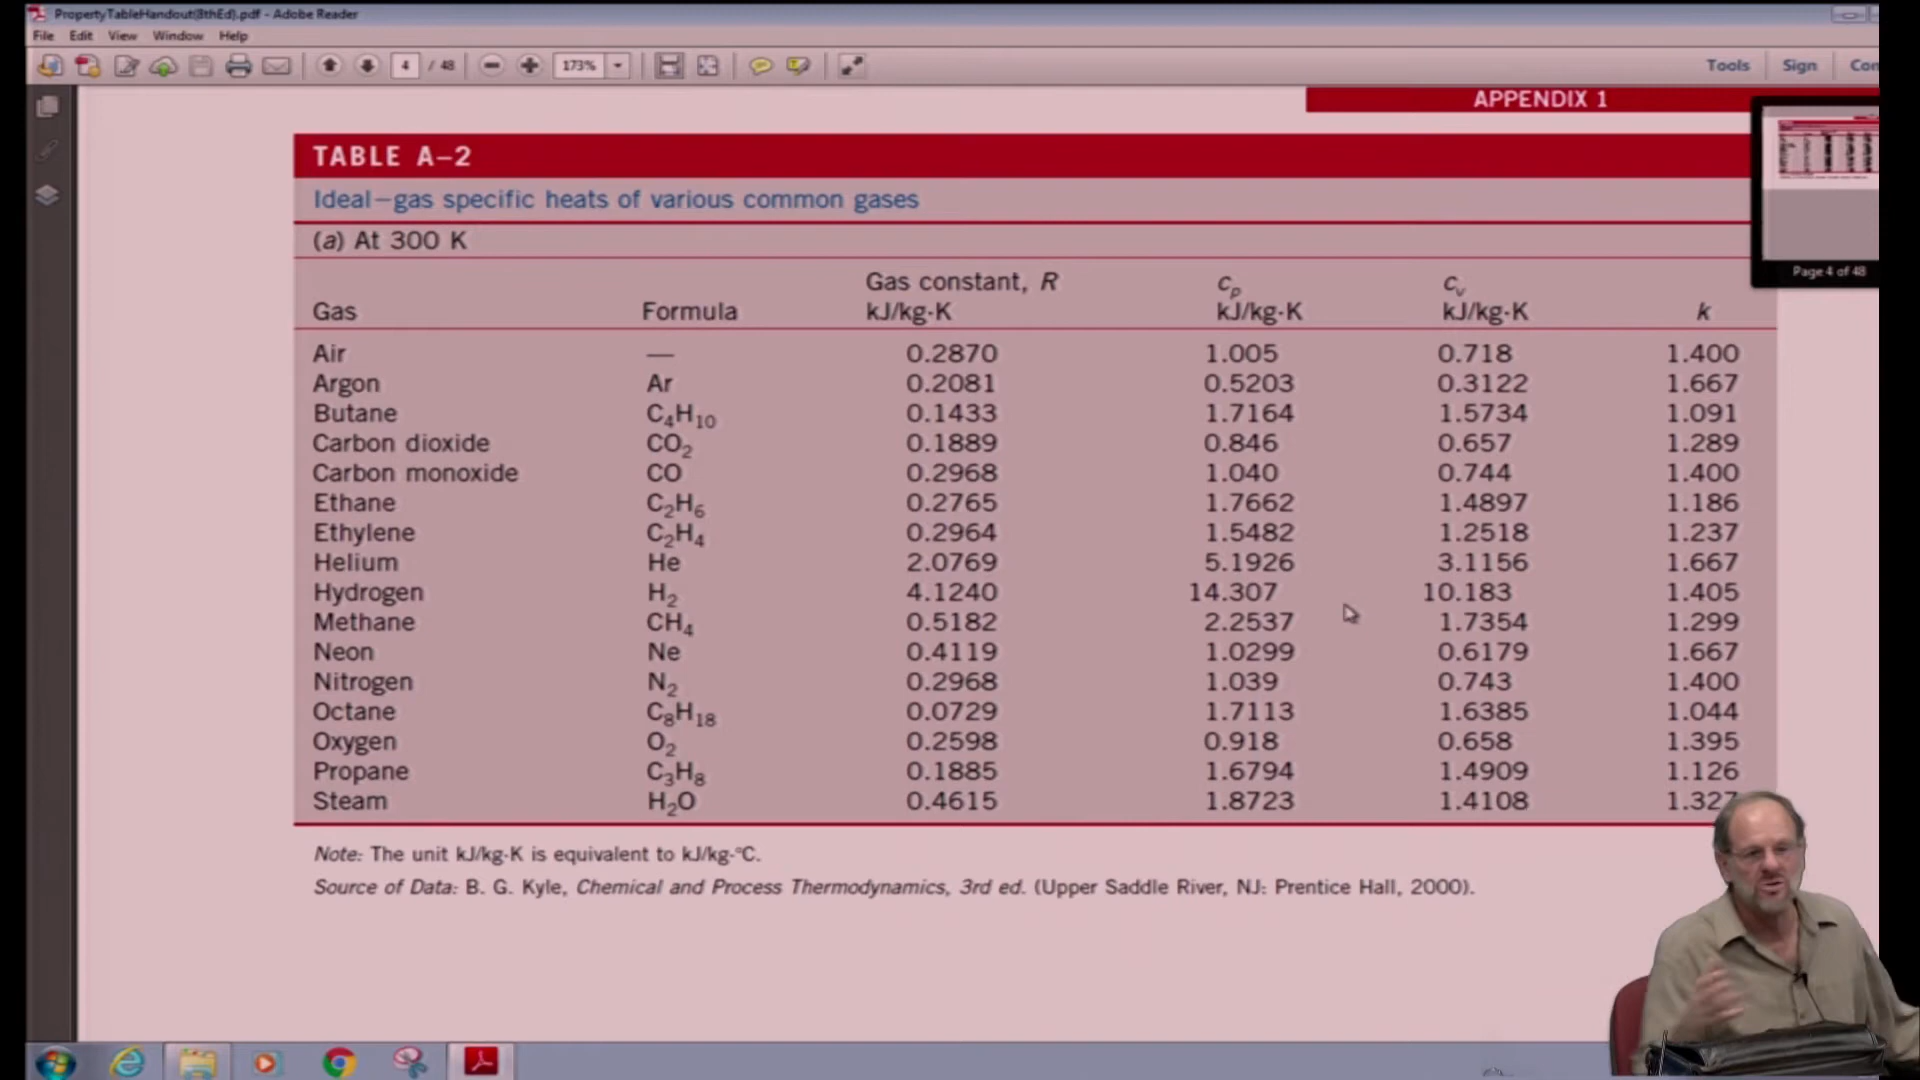 PropertyTableHandout(8thEd).pdf - Adobe Reader
File Edit View Window Help
4 / 48 173% Tools Sign
APPENDIX 1
TABLE A–2
Ideal–gas specific heats of various common gases
(a) At 300 K
Gas constant, R cp cv
Gas Formula kJ/kg·K kJ/kg·K kJ/kg·K k
Air — 0.2870 1.005 0.718 1.400
Argon Ar 0.2081 0.5203 0.3122 1.667
Butane C4H10 0.1433 1.7164 1.5734 1.091
Carbon dioxide CO2 0.1889 0.846 0.657 1.289
Carbon monoxide CO 0.2968 1.040 0.744 1.400
Ethane C2H6 0.2765 1.7662 1.4897 1.186
Ethylene C2H4 0.2964 1.5482 1.2518 1.237
Helium He 2.0769 5.1926 3.1156 1.667
Hydrogen H2 4.1240 14.307 10.183 1.405
Methane CH4 0.5182 2.2537 1.7354 1.299
Neon Ne 0.4119 1.0299 0.6179 1.667
Nitrogen N2 0.2968 1.039 0.743 1.400
Octane C8H18 0.0729 1.7113 1.6385 1.044
Oxygen O2 0.2598 0.918 0.658 1.395
Propane C3H8 0.1885 1.6794 1.4909 1.126
Steam H2O 0.4615 1.8723 1.4108 1.327
Note: The unit kJ/kg·K is equivalent to kJ/kg·°C.
Source of Data: B. G. Kyle, Chemical and Process Thermodynamics, 3rd ed. (Upper Saddle River, NJ: Prentice Hall, 2000).
Page 4 of 48